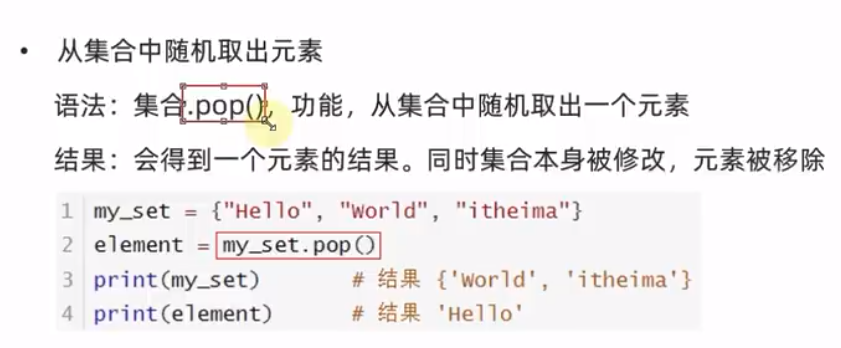 • 从集合中随机取出元素
语法：集合.pop()，功能，从集合中随机取出一个元素
结果：会得到一个元素的结果。同时集合本身被修改，元素被移除
1 my_set = {"Hello", "World", "itheima"}
2 element = my_set.pop()
3 print(my_set) # 结果 {'World', 'itheima'}
4 print(element) # 结果 'Hello'